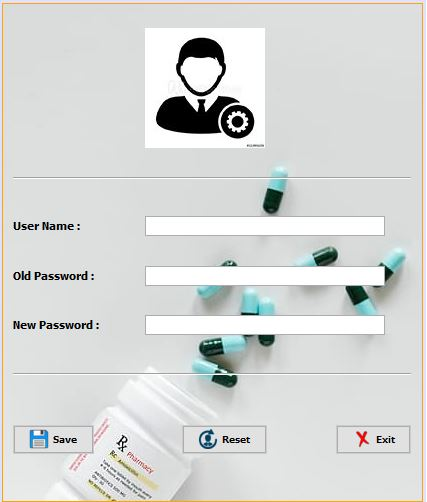 User Name :
Old Password :
New Password :
Rx
Pharmacy
Save
Reset
Exit